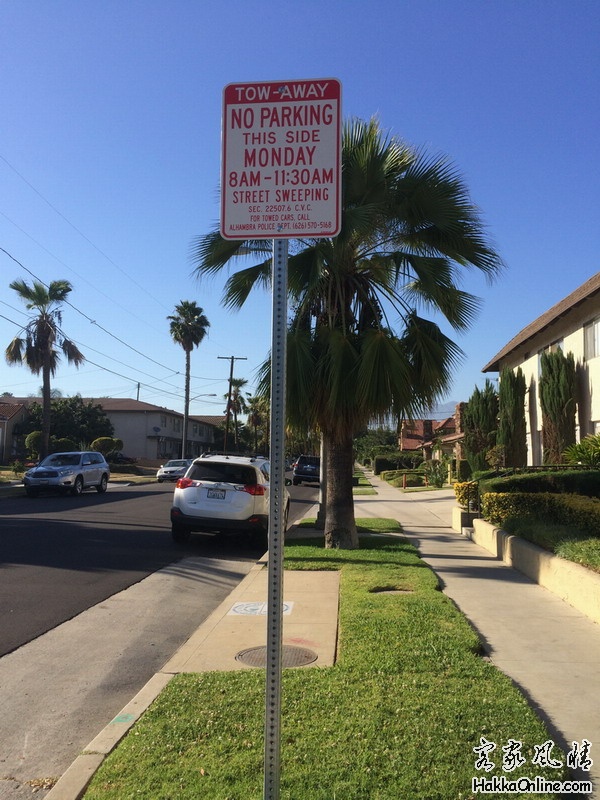 TOW-AWAY
NO PARKING
THIS SIDE
MONDAY
8AM-11:30AM
STREET SWEEPING
SEC. 22507.6 C.V.C.
FOR TOWED CARS, CALL
ALHAMBRA POLICE DEPT. (626) 570-5168
客家风情
HakkaOnline.com